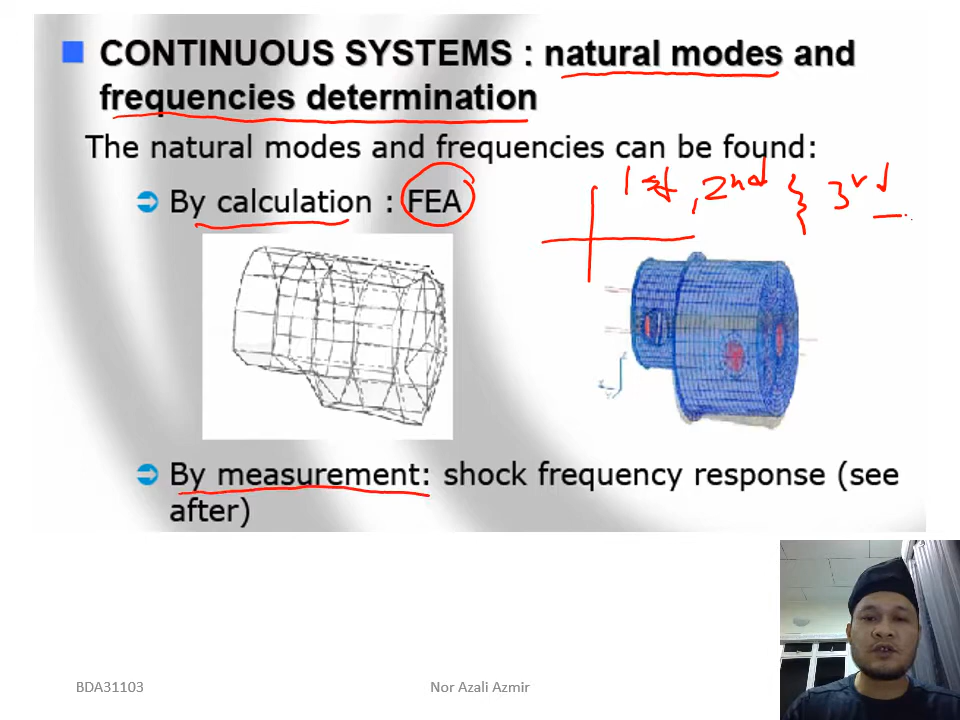 CONTINUOUS SYSTEMS : natural modes and
frequencies determination
The natural modes and frequencies can be found:
By calculation : FEA
1st, 2nd } 3rd
By measurement: shock frequency response (see
after)
BDA31103
Nor Azali Azmir